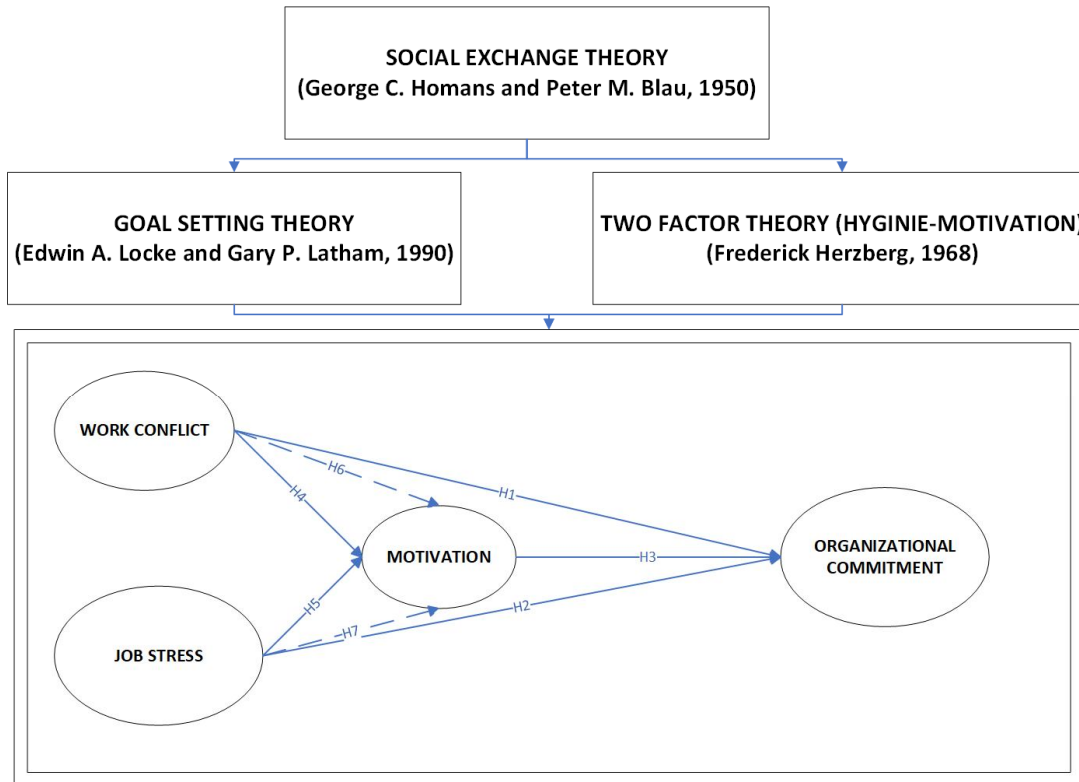 SOCIAL EXCHANGE THEORY
(George C. Homans and Peter M. Blau, 1950)
GOAL SETTING THEORY
(Edwin A. Locke and Gary P. Latham, 1990)
TWO FACTOR THEORY (HYGINIE-MOTIVATION)
(Frederick Herzberg, 1968)
WORK CONFLICT
H6
H4
H1
MOTIVATION
H3
ORGANIZATIONAL
COMMITMENT
H5
H7
H2
JOB STRESS